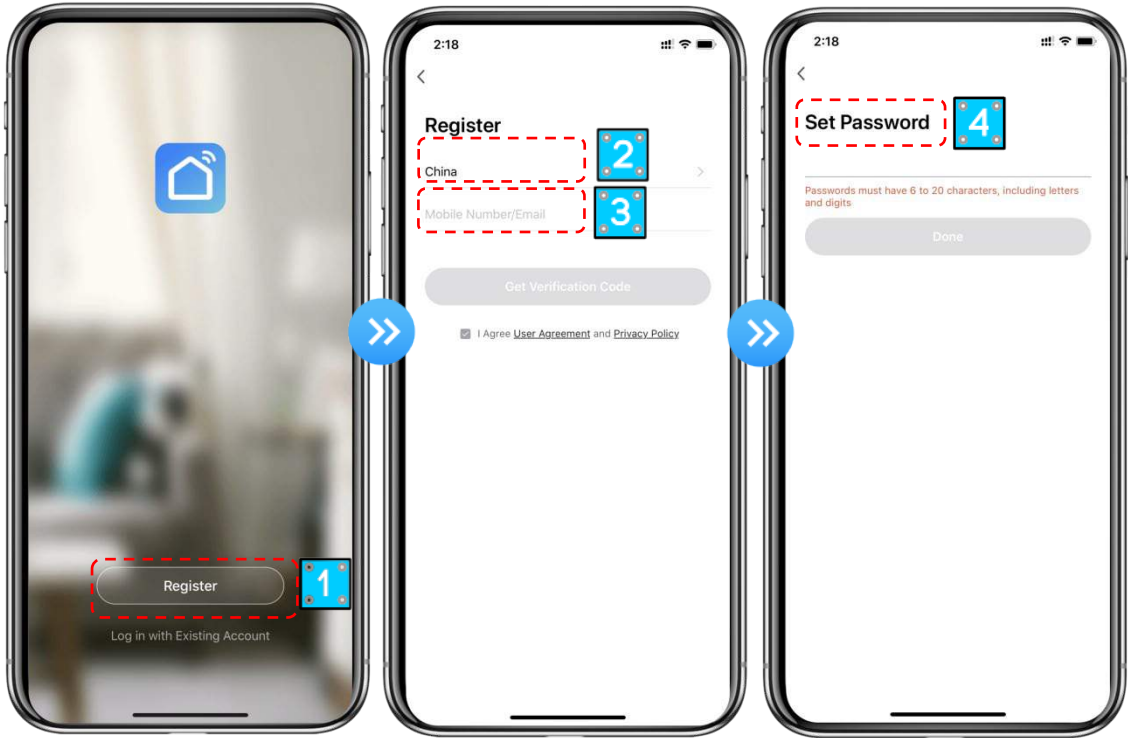 Register
1
Log in with Existing Account
2:18
Register
2
China
3
Mobile Number/Email
Get Verification Code
I Agree User Agreement and Privacy Policy
2:18
Set Password
4
Passwords must have 6 to 20 characters, including letters
and digits
Done